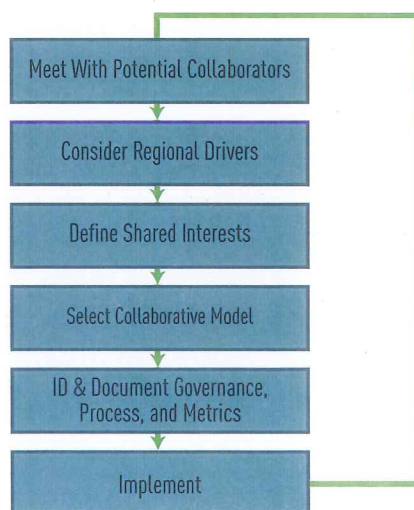 Meet With Potential Collaborators
Consider Regional Drivers
Define Shared Interests
Select Collaborative Model
ID & Document Governance,
Process, and Metrics
Implement